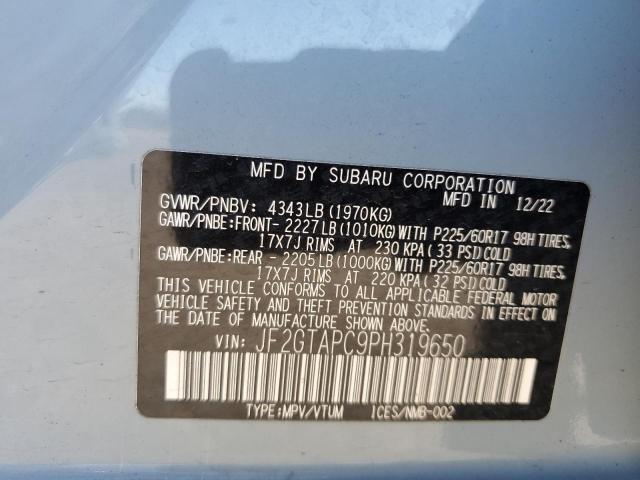 MFD BY SUBARU CORPORATION
GVWR/PNBV: 4343LB (1970KG) MFD IN 12/22
GAWR/PNBE:FRONT- 2227LB (1010KG) WITH P225/60R17 98H TIRES,
17X7J RIMS AT 230 KPA (33 PSI) COLD
GAWR/PNBE:REAR - 2205LB (1000KG) WITH P225/60R17 98H TIRES,
17X7J RIMS AT 220 KPA (32 PSI) COLD
THIS VEHICLE CONFORMS TO ALL APPLICABLE FEDERAL MOTOR
VEHICLE SAFETY AND THEFT PREVENTION STANDARDS IN EFFECT
ON THE DATE OF MANUFACTURE SHOWN ABOVE.
VIN: JF2GTAPC9PH319650
TYPE:MPV/VTUM ICES/NMB-002